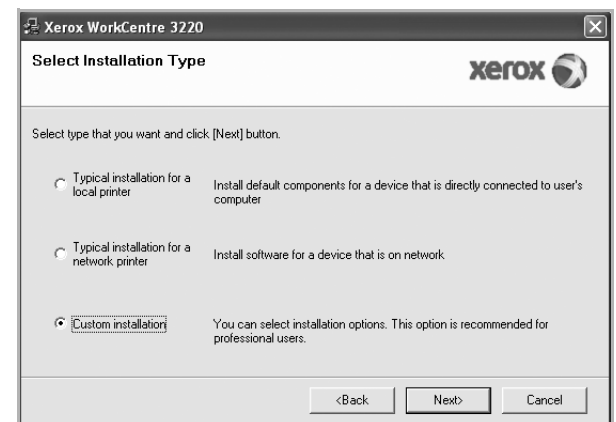 Xerox WorkCentre 3220
Select Installation Type
xerox
Select type that you want and click [Next] button.
Typical installation for a
local printer
Install default components for a device that is directly connected to user's
computer
Typical installation for a
network printer
Install software for a device that is on network
Custom installation
You can select installation options. This option is recommended for
professional users.
<Back
Next>
Cancel